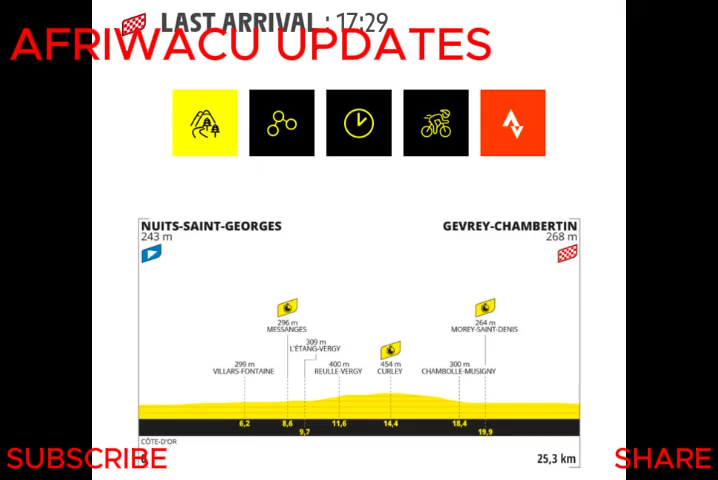 LAST ARRIVAL : 17:29
AFRIWACU UPDATES
NUITS-SAINT-GEORGES
243 m
GEVREY-CHAMBERTIN
268 m
296 m
MESSANGES
264 m
MOREY-SAINT-DENIS
309 m
L'ÉTANG-VERGY
299 m
VILLARS-FONTAINE
400 m
REULLE-VERGY
454 m
CURLEY
300 m
CHAMBOLLE-MUSIGNY
6,2
8,6
9,7
11,6
14,4
18,4
19,9
CÔTE-D'OR
25,3 km
SUBSCRIBE
SHARE